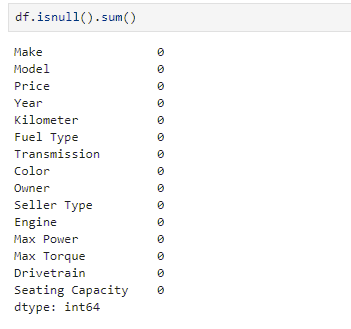 df.isnull().sum()
Make 0
Model 0
Price 0
Year 0
Kilometer 0
Fuel Type 0
Transmission 0
Color 0
Owner 0
Seller Type 0
Engine 0
Max Power 0
Max Torque 0
Drivetrain 0
Seating Capacity 0
dtype: int64